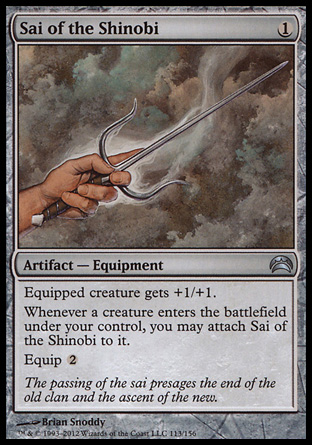 Sai of the Shinobi 1
Artifact — Equipment
Equipped creature gets +1/+1.
Whenever a creature enters the battlefield
under your control, you may attach Sai of
the Shinobi to it.
Equip 2
The passing of the sai presages the end of the
old clan and the ascent of the new.
Brian Snoddy
™ & © 1993–2012 Wizards of the Coast LLC 113/156